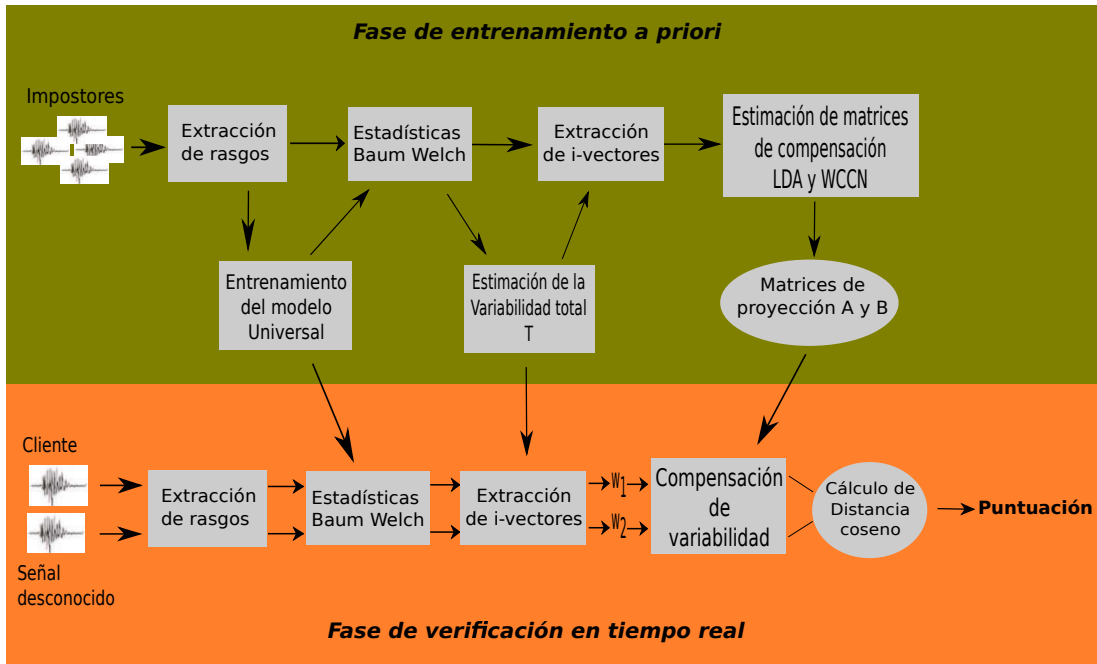 Fase de entrenamiento a priori
Impostores
Extracción
de rasgos
Estadísticas
Baum Welch
Extracción
de i-vectores
Estimación de matrices
de compensación
LDA y WCCN
Entrenamiento
del modelo
Universal
Estimación de la
Variabilidad total
T
Matrices de
proyección A y B
Cliente
Señal
desconocido
Extracción
de rasgos
Estadísticas
Baum Welch
Extracción
de i-vectores
w1
w2
Compensación
de
variabilidad
Cálculo de
Distancia
coseno
Puntuación
Fase de verificación en tiempo real